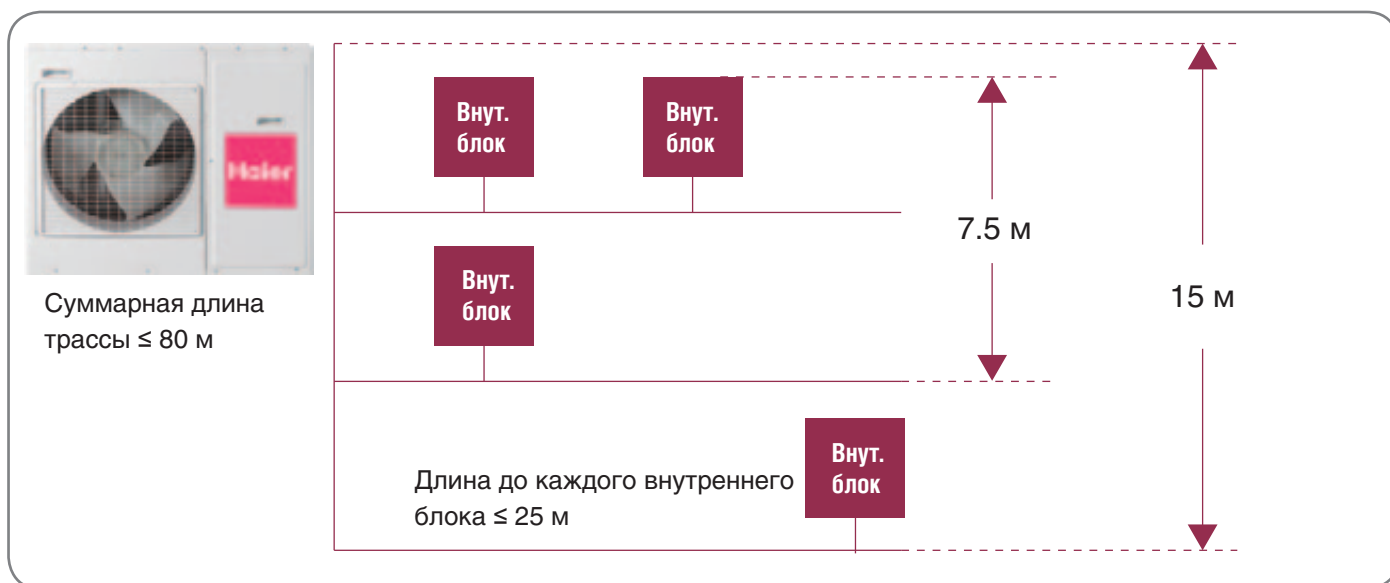 Haier
Суммарная длина
трассы ≤ 80 м
Внут.
блок
Внут.
блок
7.5 м
Внут.
блок
15 м
Внут.
блок
Длина до каждого внутреннего
блока ≤ 25 м